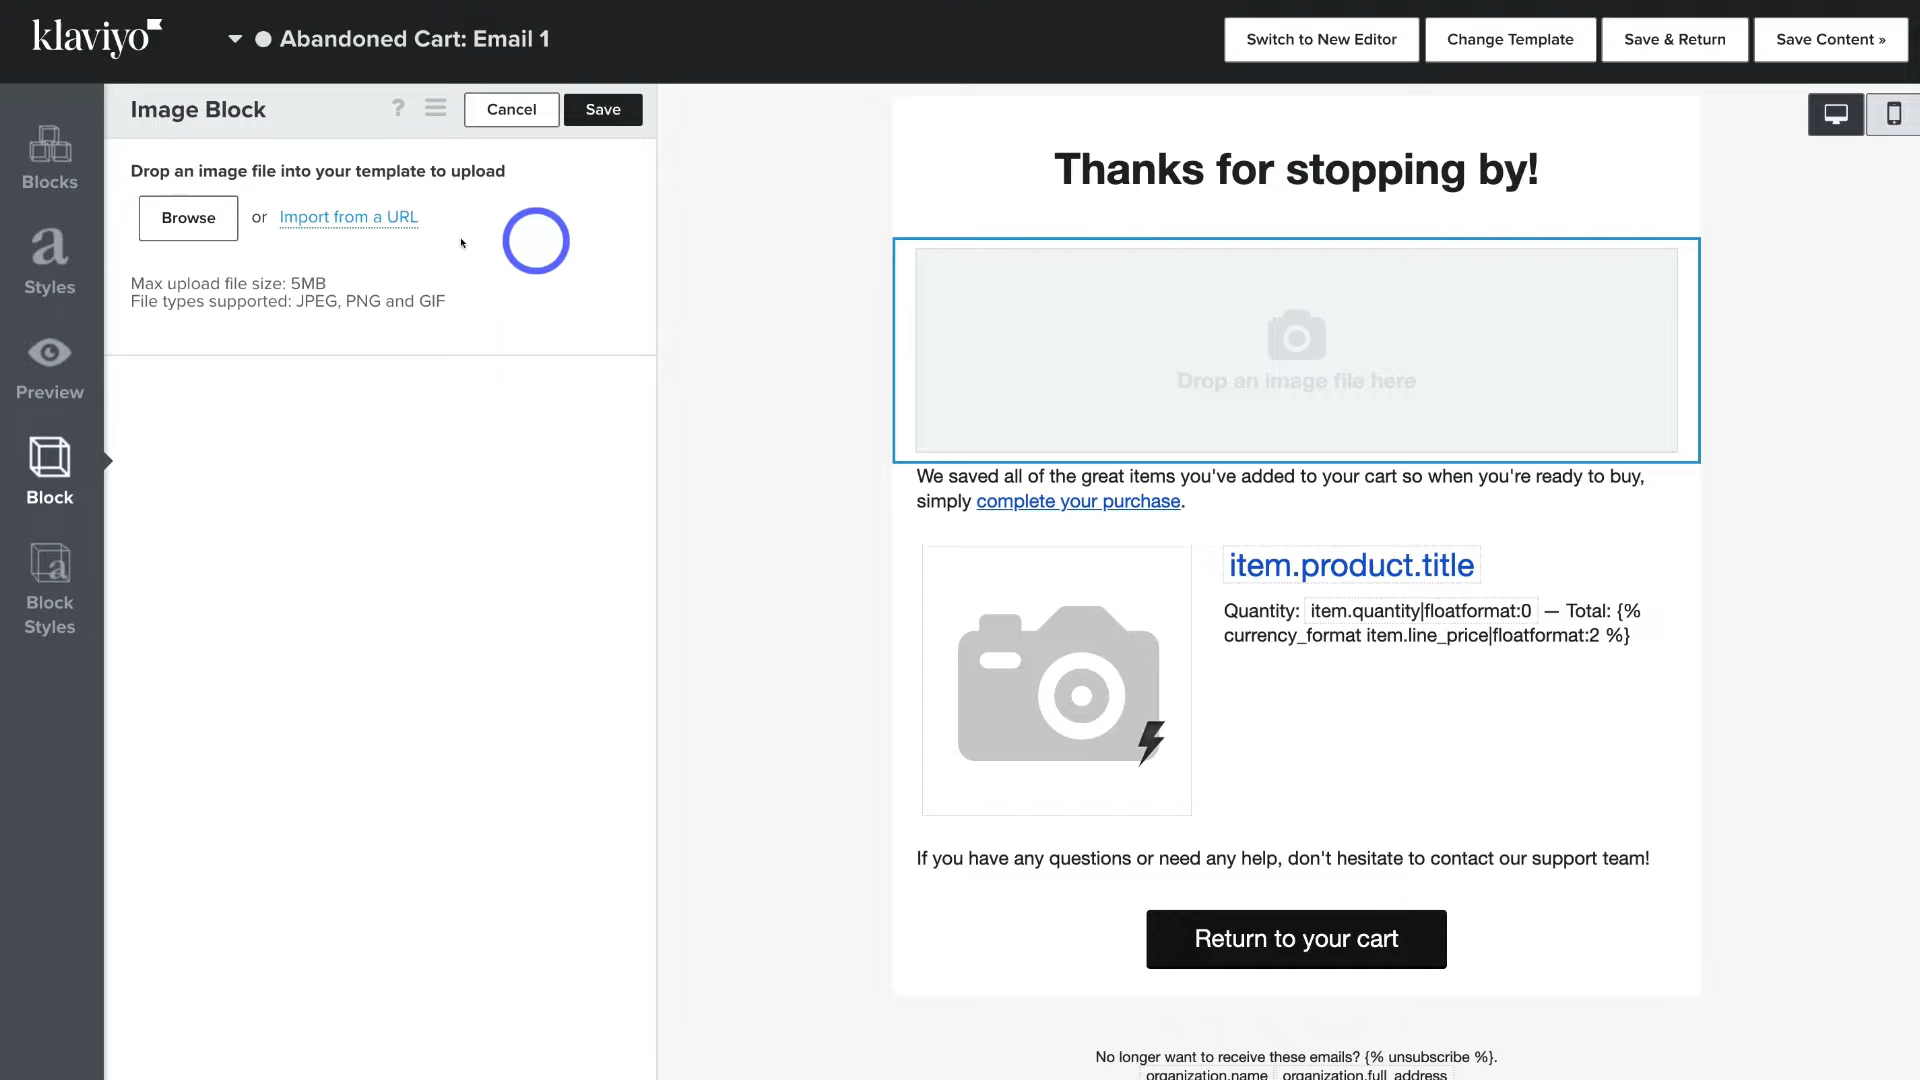 klaviyo
Abandoned Cart: Email 1
Switch to New Editor
Change Template
Save & Return
Save Content »
Image Block
?
Cancel
Save
Drop an image file into your template to upload
Browse or Import from a URL
Max upload file size: 5MB
File types supported: JPEG, PNG and GIF
Blocks
a
Styles
Preview
Block
a
Block
Styles
Thanks for stopping by!
Drop an image file here
We saved all of the great items you've added to your cart so when you're ready to buy,
simply complete your purchase.
item.product.title
Quantity: item.quantity|floatformat:0 — Total: {%
currency_format item.line_price|floatformat:2 %}
If you have any questions or need any help, don't hesitate to contact our support team!
Return to your cart
No longer want to receive these emails? {% unsubscribe %}.
organization.name organization.full_address